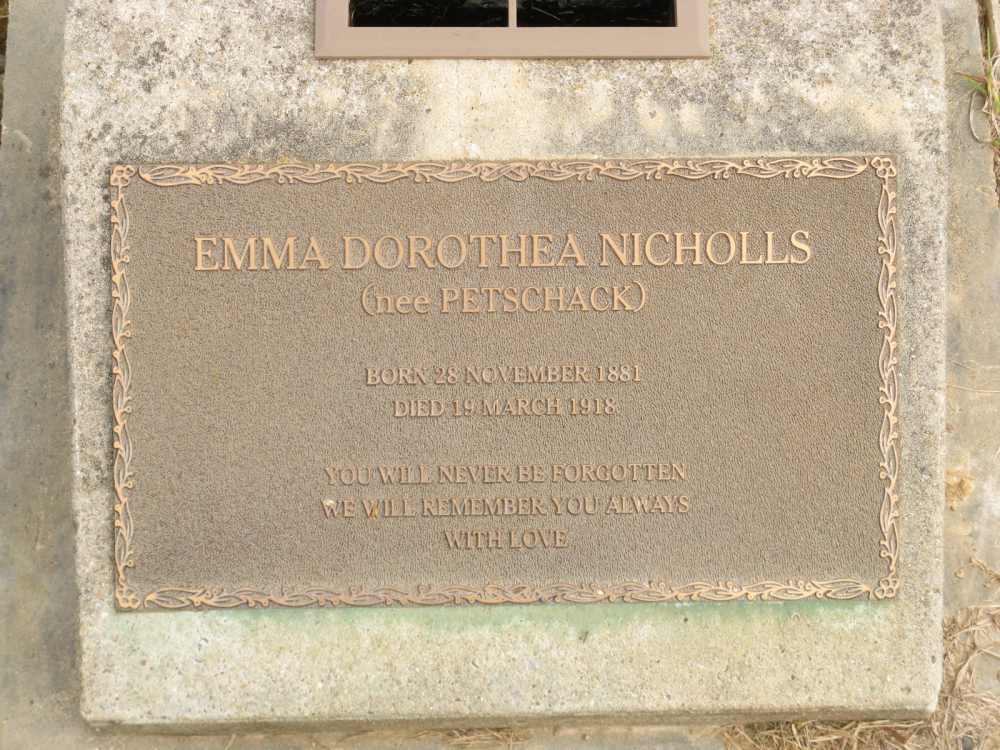 EMMA DOROTHEA NICHOLLS
(nee PETSCHACK)
BORN 28 NOVEMBER 1881
DIED 19 MARCH 1918
YOU WILL NEVER BE FORGOTTEN
WE WILL REMEMBER YOU ALWAYS
WITH LOVE